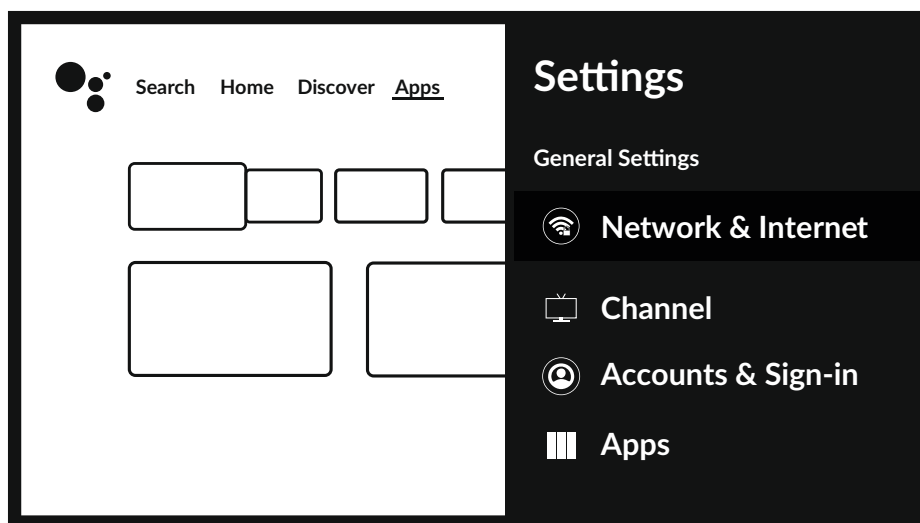 Search Home Discover Apps
Settings
General Settings
Network & Internet
Channel
Accounts & Sign-in
Apps